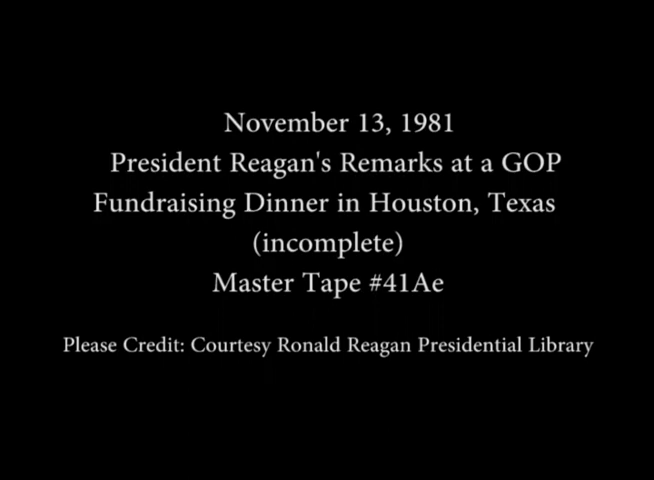 November 13, 1981
President Reagan's Remarks at a GOP
Fundraising Dinner in Houston, Texas
(incomplete)
Master Tape #41Ae
Please Credit: Courtesy Ronald Reagan Presidential Library